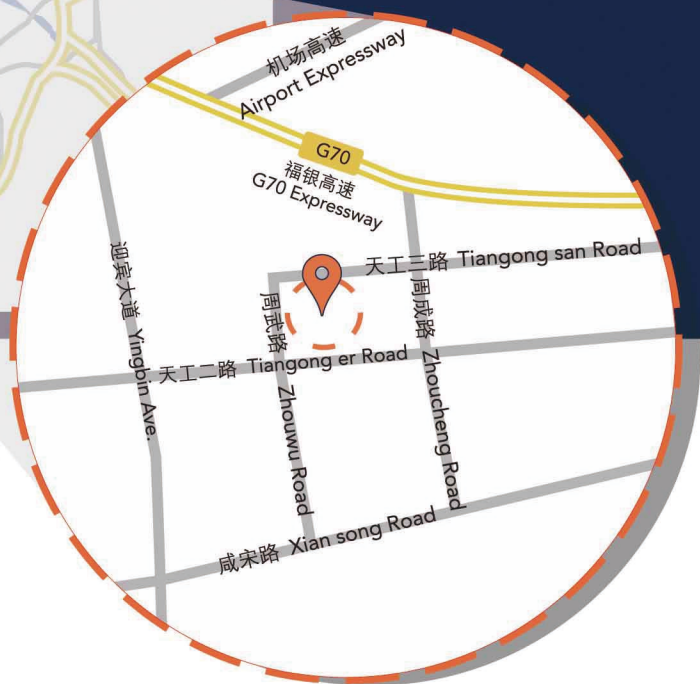 机场高速
Airport Expressway
G70
福银高速
G70 Expressway
天工三路 Tiangong san Road
迎宾大道 Yingbin Ave.
周武路 Zhouwu Road
周成路 Zhoucheng Road
天工二路 Tiangong er Road
咸宋路 Xian song Road